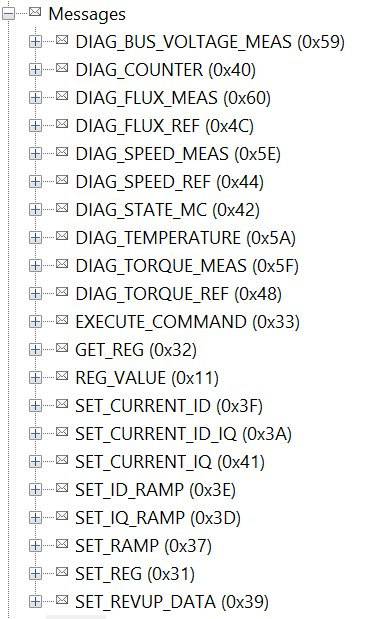 Messages
DIAG_BUS_VOLTAGE_MEAS (0x59)
DIAG_COUNTER (0x40)
DIAG_FLUX_MEAS (0x60)
DIAG_FLUX_REF (0x4C)
DIAG_SPEED_MEAS (0x5E)
DIAG_SPEED_REF (0x44)
DIAG_STATE_MC (0x42)
DIAG_TEMPERATURE (0x5A)
DIAG_TORQUE_MEAS (0x5F)
DIAG_TORQUE_REF (0x48)
EXECUTE_COMMAND (0x33)
GET_REG (0x32)
REG_VALUE (0x11)
SET_CURRENT_ID (0x3F)
SET_CURRENT_ID_IQ (0x3A)
SET_CURRENT_IQ (0x41)
SET_ID_RAMP (0x3E)
SET_IQ_RAMP (0x3D)
SET_RAMP (0x37)
SET_REG (0x31)
SET_REVUP_DATA (0x39)